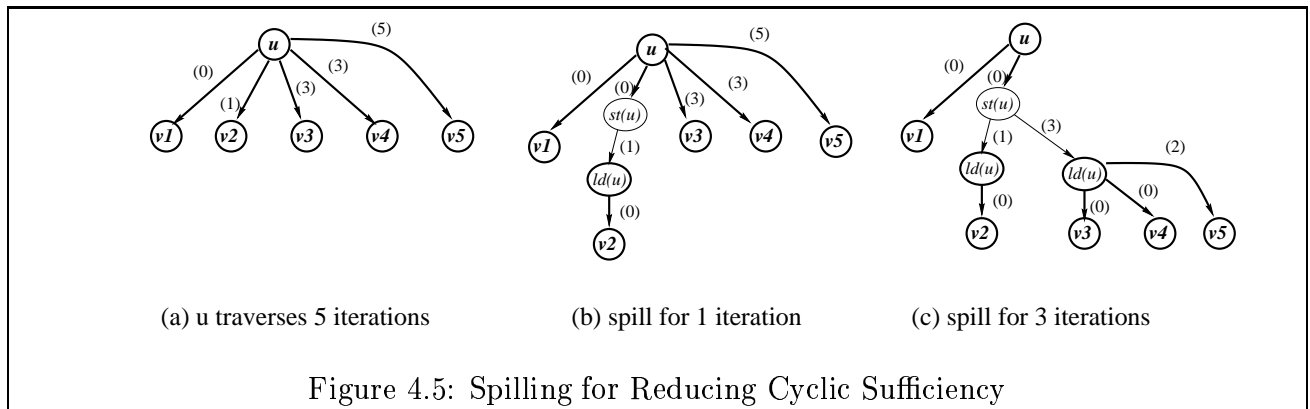 (5)
u
(0)
(1)
(3)
(3)
v1
v2
v3
v4
v5
(a) u traverses 5 iterations
(5)
u
(0)
(0)
(3)
(3)
st(u)
v1
v3
v4
v5
(1)
ld(u)
(0)
v2
(b) spill for 1 iteration
u
(0)
(0)
st(u)
v1
(1)
(3)
(2)
ld(u)
ld(u)
(0)
(0)
(0)
v2
v3
v4
v5
(c) spill for 3 iterations
Figure 4.5: Spilling for Reducing Cyclic Sufficiency